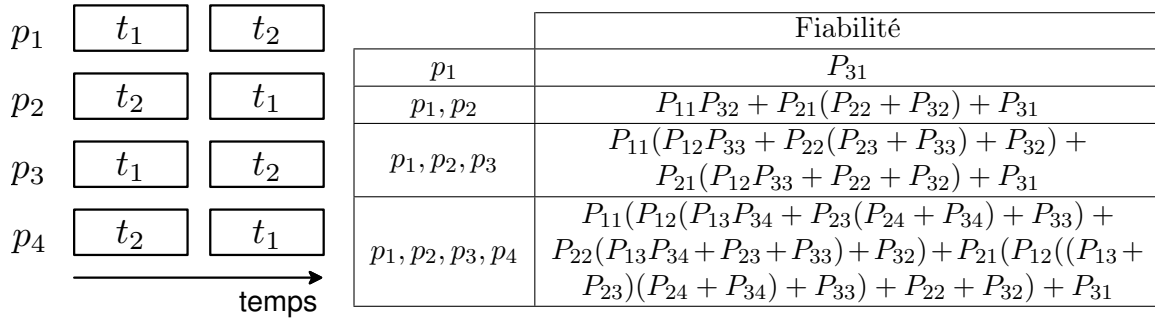 p₁ t₁ t₂
p₂ t₂ t₁
p₃ t₁ t₂
p₄ t₂ t₁
temps
Fiabilité
p₁ P₃₁
p₁, p₂ P₁₁P₃₂ + P₂₁(P₂₂ + P₃₂) + P₃₁
p₁, p₂, p₃ P₁₁(P₁₂P₃₃ + P₂₂(P₂₃ + P₃₃) + P₃₂) +
P₂₁(P₁₂P₃₃ + P₂₂ + P₃₂) + P₃₁
P₁₁(P₁₂(P₁₃P₃₄ + P₂₃(P₂₄ + P₃₄) + P₃₃) +
p₁, p₂, p₃, p₄ P₂₂(P₁₃P₃₄+P₂₃+P₃₃)+P₃₂)+P₂₁(P₁₂((P₁₃+
P₂₃)(P₂₄ + P₃₄) + P₃₃) + P₂₂ + P₃₂) + P₃₁